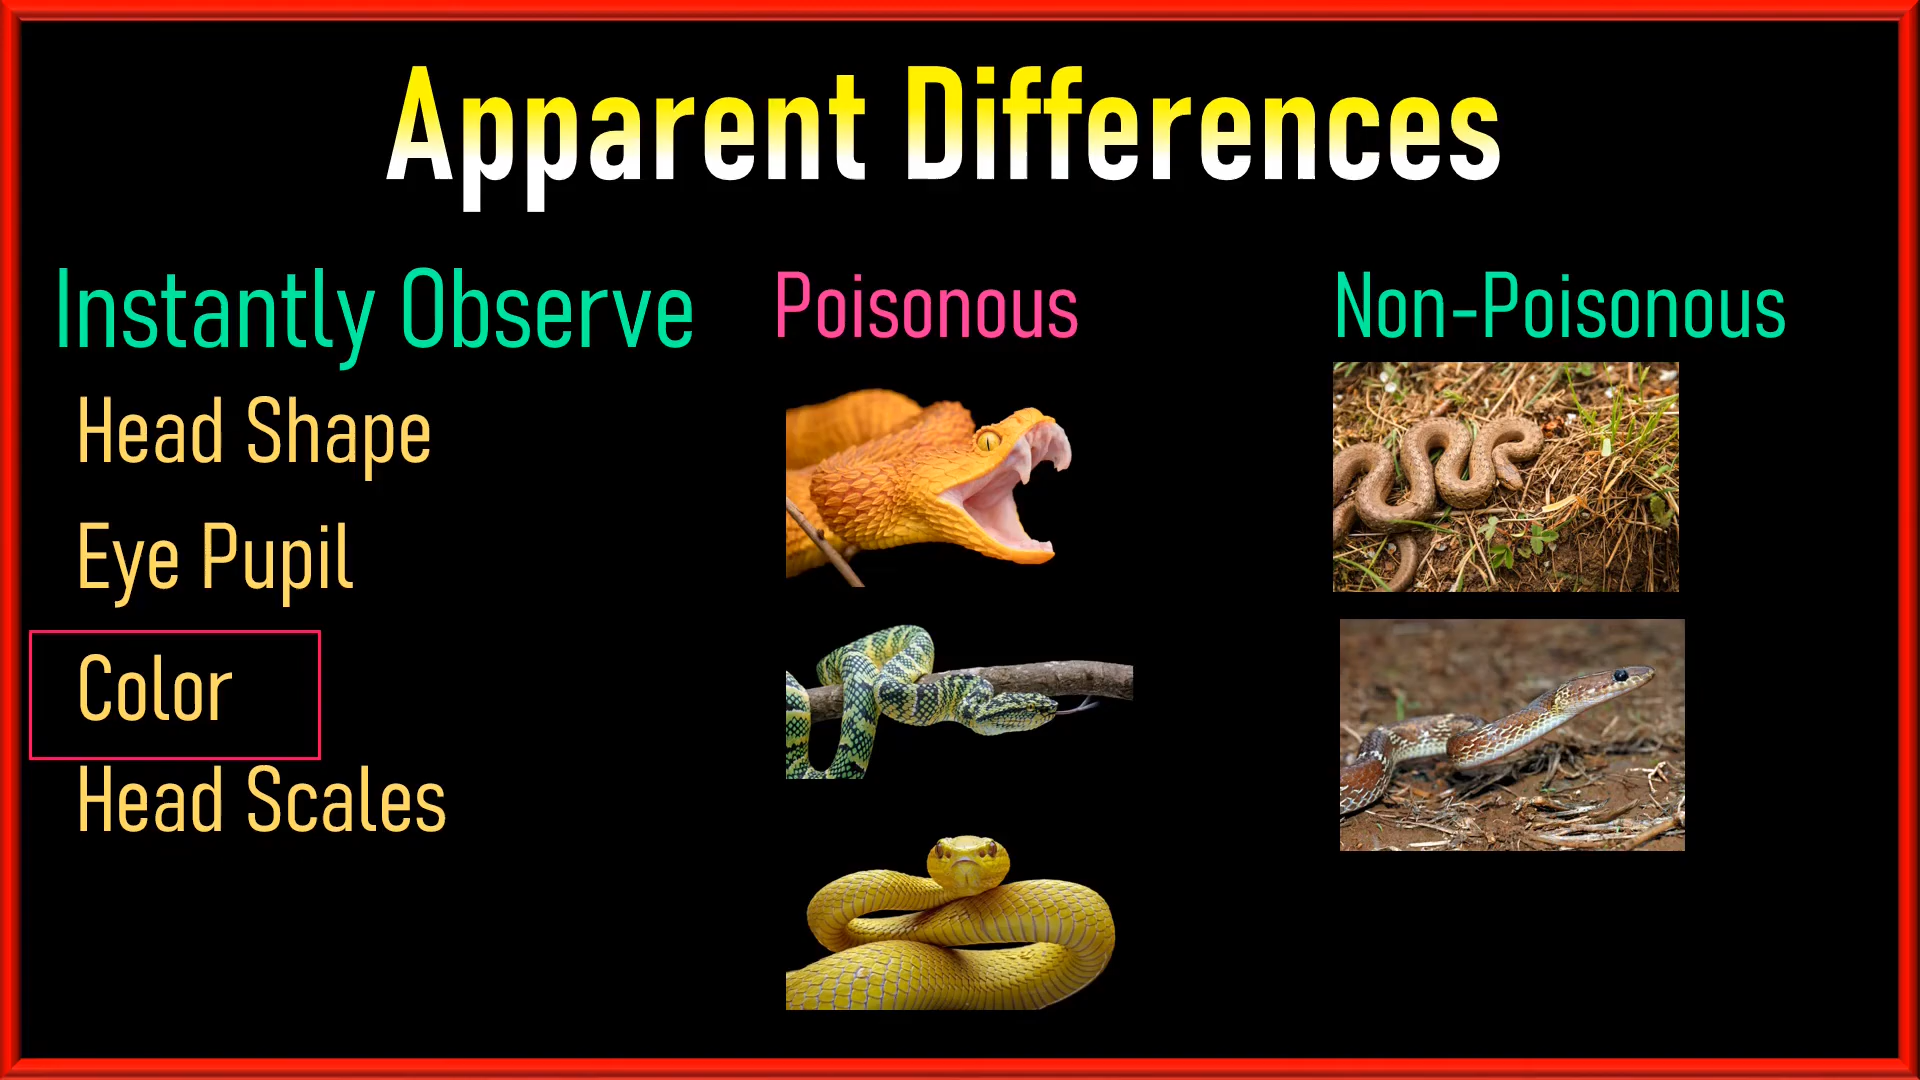 Apparent Differences
Instantly Observe
Poisonous
Non-Poisonous
Head Shape
Eye Pupil
Color
Head Scales